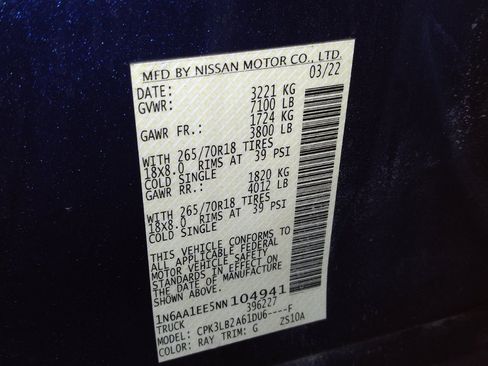 MFD BY NISSAN MOTOR CO., LTD.
DATE: 03/22
GVWR: 3221 KG
7100 LB
GAWR FR.: 1724 KG
3800 LB
WITH 265/70R18 TIRES
18X8.0 RIMS AT 39 PSI
COLD SINGLE
GAWR RR.: 1820 KG
4012 LB
WITH 265/70R18 TIRES
18X8.0 RIMS AT 39 PSI
COLD SINGLE
THIS VEHICLE CONFORMS TO
ALL APPLICABLE FEDERAL
MOTOR VEHICLE SAFETY
STANDARDS IN EFFECT ON
THE DATE OF MANUFACTURE
SHOWN ABOVE.
1N6AA1EE5NN104941
TRUCK 396227
MODEL: CPK3LB2A61DU6----F
COLOR: RAY TRIM: G ZS10A